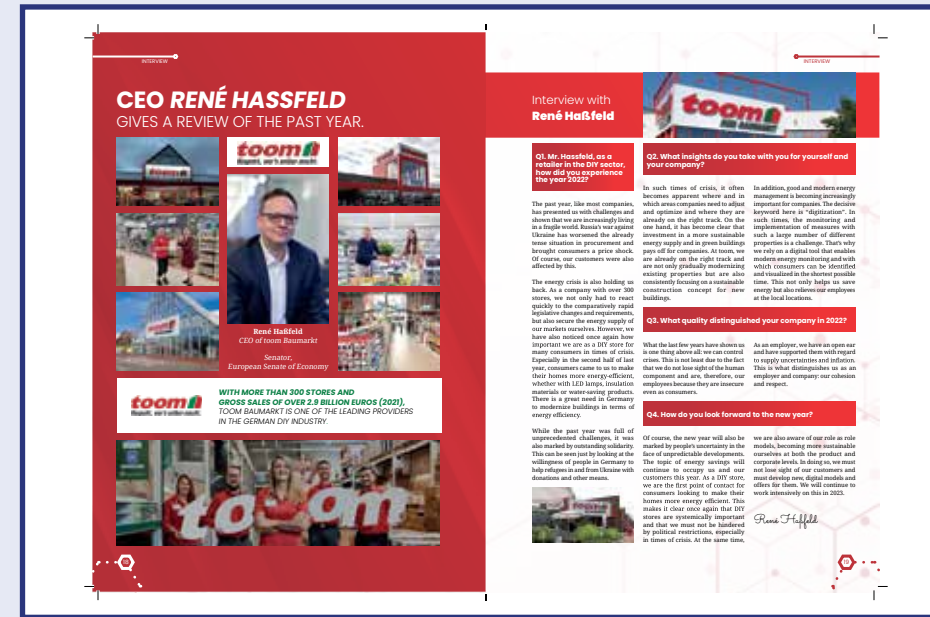 INTERVIEW
CEO RENÉ HASSFELD
GIVES A REVIEW OF THE PAST YEAR.
toom
Respekt, wer's selber macht.
René Haßfeld
CEO of toom Baumarkt
Senator,
European Senate of Economy
toom
Respekt, wer's selber macht.
WITH MORE THAN 300 STORES AND
GROSS SALES OF OVER 2.9 BILLION EUROS (2021),
TOOM BAUMARKT IS ONE OF THE LEADING PROVIDERS
IN THE GERMAN DIY INDUSTRY.
toom
INTERVIEW
Interview with
René Haßfeld
toom
Q1. Mr. Hassfeld, as a
retailer in the DIY sector,
how did you experience
the year 2022?
The past year, like most companies,
has presented us with challenges and
shown that we are increasingly living
in a fragile world. Russia's war against
Ukraine has worsened the already
tense situation in procurement and
brought consumers a price shock.
Of course, our customers were also
affected by this.
The energy crisis is also holding us
back. As a company with over 300
stores, we not only had to react
quickly to the comparatively rapid
legislative changes and requirements,
but also secure the energy supply of
our markets ourselves. However, we
have also noticed once again how
important we are as a DIY store for
many consumers in times of crisis.
Especially in the second half of last
year, consumers came to us to make
their homes more energy-efficient,
whether with LED lamps, insulation
materials or water-saving products.
There is a great need in Germany
to modernize buildings in terms of
energy efficiency.
While the past year was full of
unprecedented challenges, it was
also marked by outstanding solidarity.
This can be seen just by looking at the
willingness of people in Germany to
help refugees in and from Ukraine with
donations and other means.
Q2. What insights do you take with you for yourself and
your company?
In such times of crisis, it often
becomes apparent where and in
which areas companies need to adjust
and optimize and where they are
already on the right track. On the
one hand, it has become clear that
investment in a more sustainable
energy supply and in green buildings
pays off for companies. At toom, we
are already on the right track and
are not only gradually modernizing
existing properties but are also
consistently focusing on a sustainable
construction concept for new
buildings.
In addition, good and modern energy
management is becoming increasingly
important for companies. The decisive
keyword here is "digitization". In
such times, the monitoring and
implementation of measures with
such a large number of different
properties is a challenge. That's why
we rely on a digital tool that enables
modern energy monitoring and with
which consumers can be identified
and visualized in the shortest possible
time. This not only helps us save
energy but also relieves our employees
at the local locations.
Q3. What quality distinguished your company in 2022?
What the last few years have shown us
is one thing above all: we can control
crises. This is not least due to the fact
that we do not lose sight of the human
component and are, therefore, our
employees because they are insecure
even as consumers.
As an employer, we have an open ear
and have supported them with regard
to supply uncertainties and inflation.
This is what distinguishes us as an
employer and company: our cohesion
and respect.
Q4. How do you look forward to the new year?
Of course, the new year will also be
marked by people's uncertainty in the
face of unpredictable developments.
The topic of energy savings will
continue to occupy us and our
customers this year. As a DIY store,
we are the first point of contact for
consumers looking to make their
homes more energy efficient. This
makes it clear once again that DIY
stores are systemically important
and that we must not be hindered
by political restrictions, especially
in times of crisis. At the same time,
we are also aware of our role as role
models, becoming more sustainable
ourselves at both the product and
corporate levels. In doing so, we must
not lose sight of our customers and
must develop new, digital models and
offers for them. We will continue to
work intensively on this in 2023.
René Haßfeld